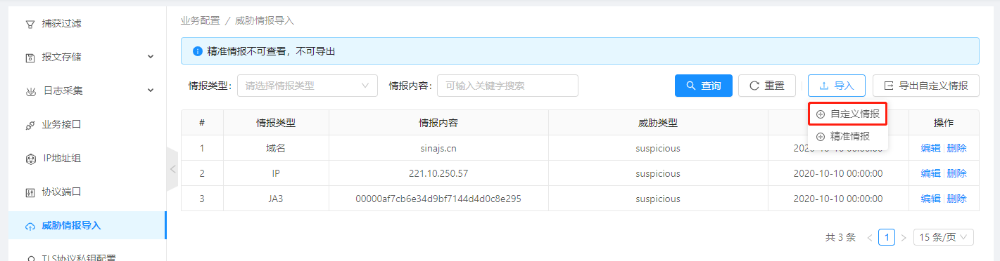 捕获过滤
报文存储
日志采集
业务接口
IP地址组
协议端口
威胁情报导入
TLS协议私钥配置
业务配置 / 威胁情报导入
精准情报不可查看，不可导出
情报类型: 请选择情报类型 情报内容: 可输入关键字搜索 查询 重置 导入 导出自定义情报
自定义情报
精准情报
# 情报类型 情报内容 威胁类型 操作
1 域名 sinajs.cn suspicious 2020-10-10 00:00:00 编辑 删除
2 IP 221.10.250.57 suspicious 2020-10-10 00:00:00 编辑 删除
3 JA3 00000af7cb6e34d9bf7144d4d0c8e295 suspicious 2020-10-10 00:00:00 编辑 删除
共 3 条 < 1 > 15 条/页